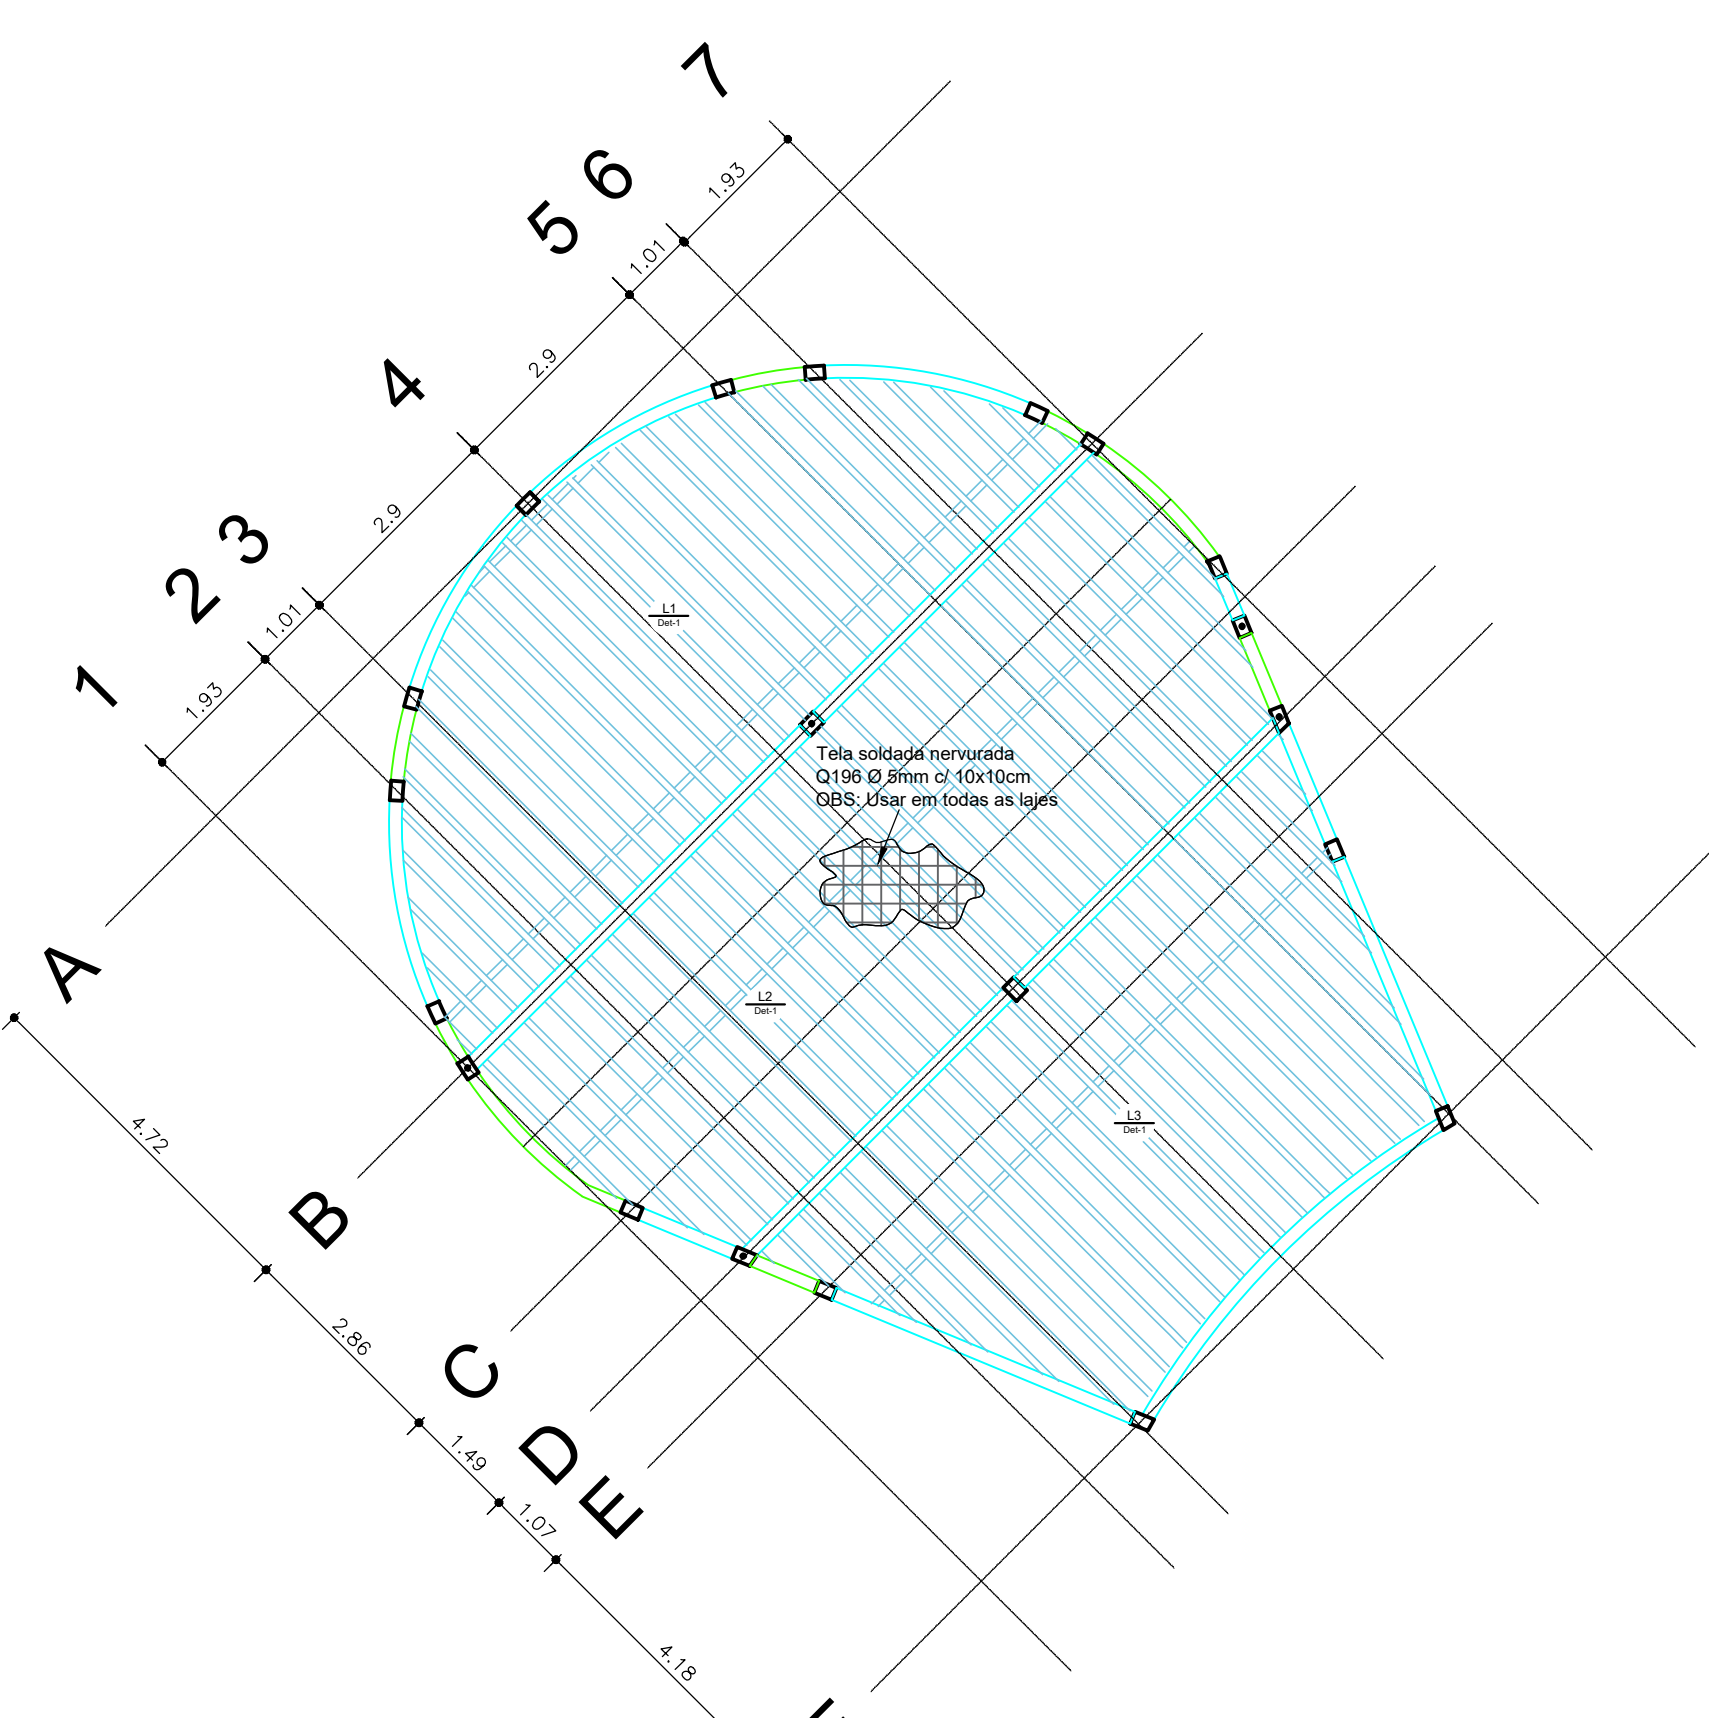 7
1.93
6
5
1.01
2.9
4
2.9
3
2
1.01
1
1.93
L1
Det-1
Tela soldada nervurada
Q196 Ø 5mm c/ 10x10cm
OBS: Usar em todas as lajes
A
L2
Det-1
L3
Det-1
4.72
B
2.86
C
1.49
D
1.07
E
4.18